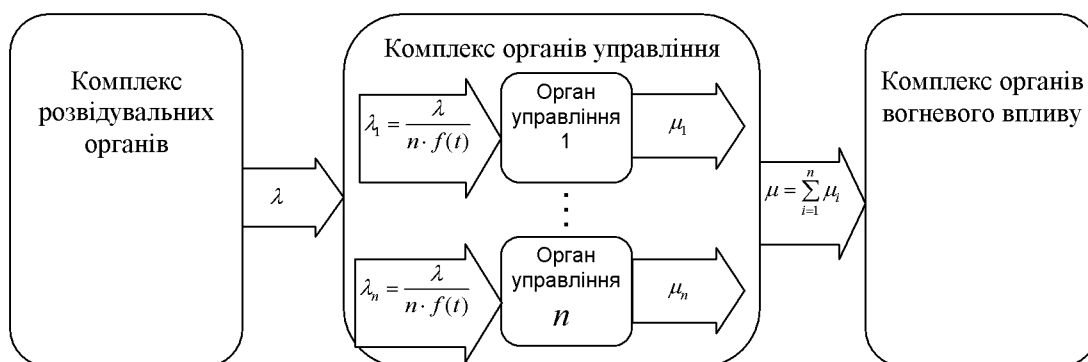 Комплекс
розвідувальних
органів
λ
Комплекс органів управління
λ₁ = λ / (n · f(t))
Орган
управління
1
μ₁
⋮
λₙ = λ / (n · f(t))
Орган
управління
n
μₙ
μ = ∑ᵢ₌₁ⁿ μᵢ
Комплекс органів
вогневого впливу